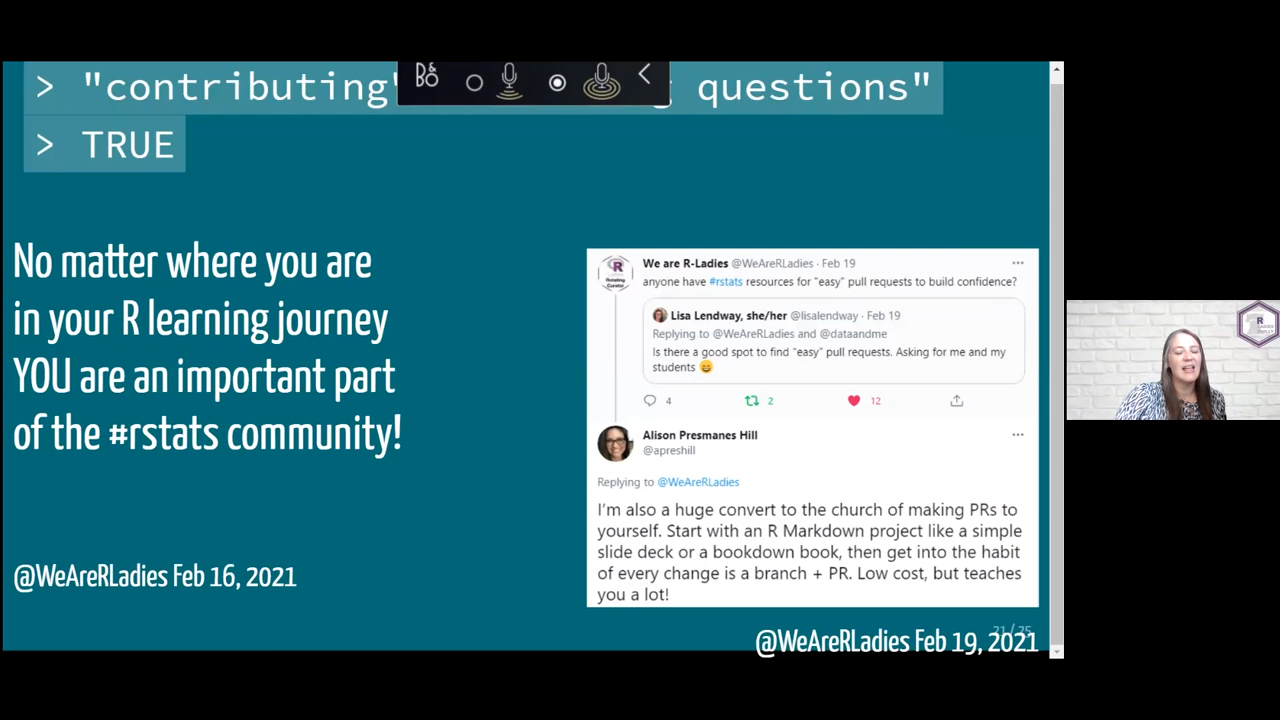 > "contributing" questions"
> TRUE
No matter where you are
in your R learning journey
YOU are an important part
of the #rstats community!
@WeAreRLadies Feb 16, 2021
We are R-Ladies @WeAreRLadies · Feb 19
anyone have #rstats resources for "easy" pull requests to build confidence?
Lisa Lendway, she/her @lisalendway · Feb 19
Replying to @WeAreRLadies and @dataandme
Is there a good spot to find "easy" pull requests. Asking for me and my
students 😄
4 2 12
Alison Presmanes Hill
@apreshill
Replying to @WeAreRLadies
I'm also a huge convert to the church of making PRs to
yourself. Start with an R Markdown project like a simple
slide deck or a bookdown book, then get into the habit
of every change is a branch + PR. Low cost, but teaches
you a lot!
21 / 25
@WeAreRLadies Feb 19, 2021